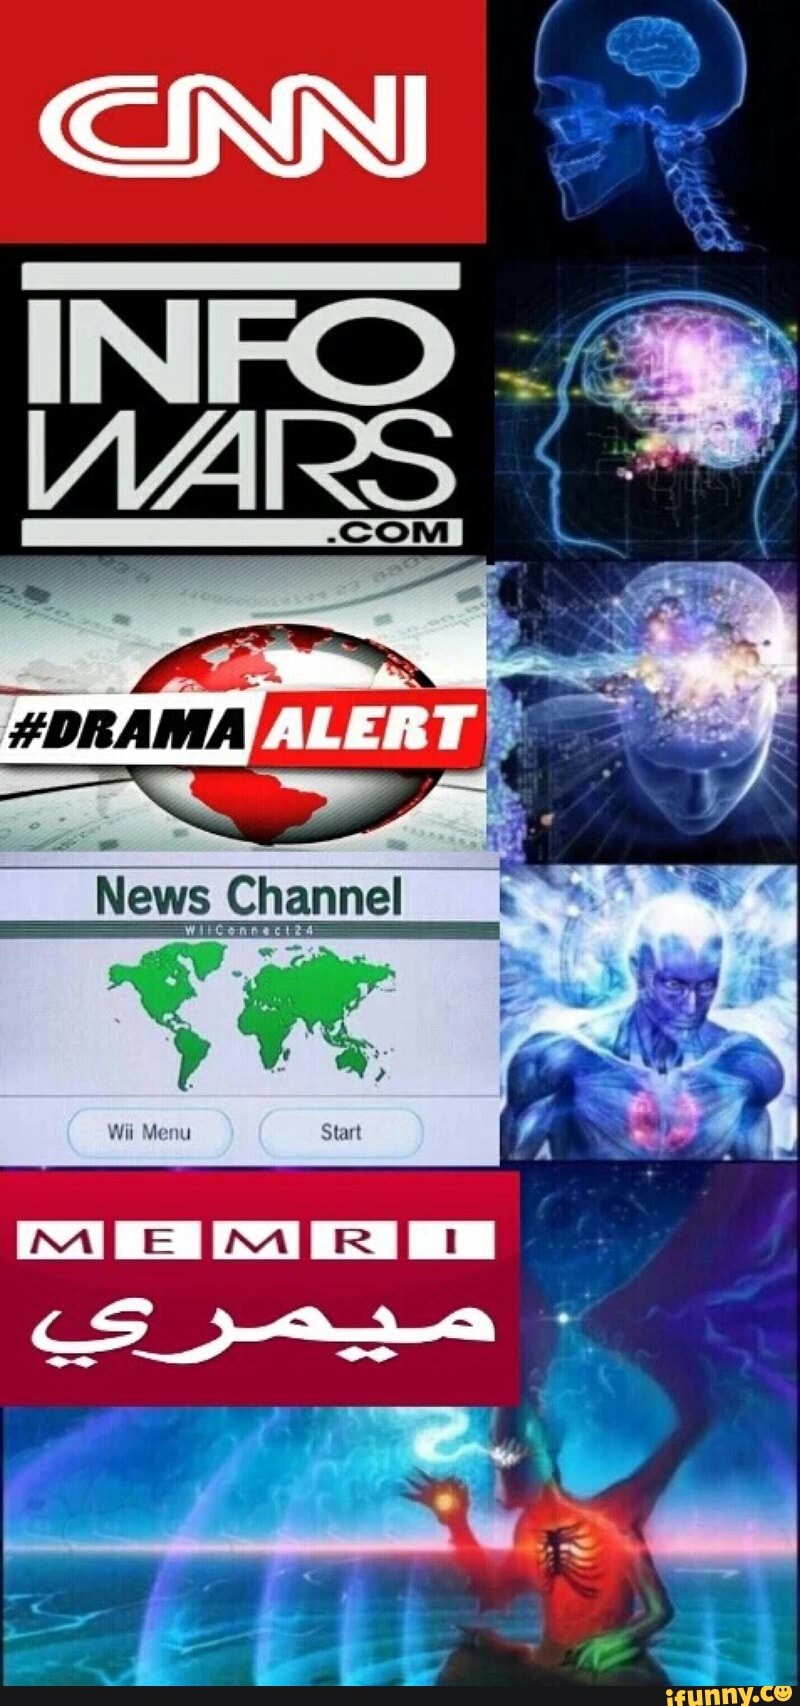 CNN
INFO
WARS
.COM
#DRAMA ALERT
News Channel
WiiConnect24
Wii Menu
Start
MEMRI
ميمري
ifunny.co